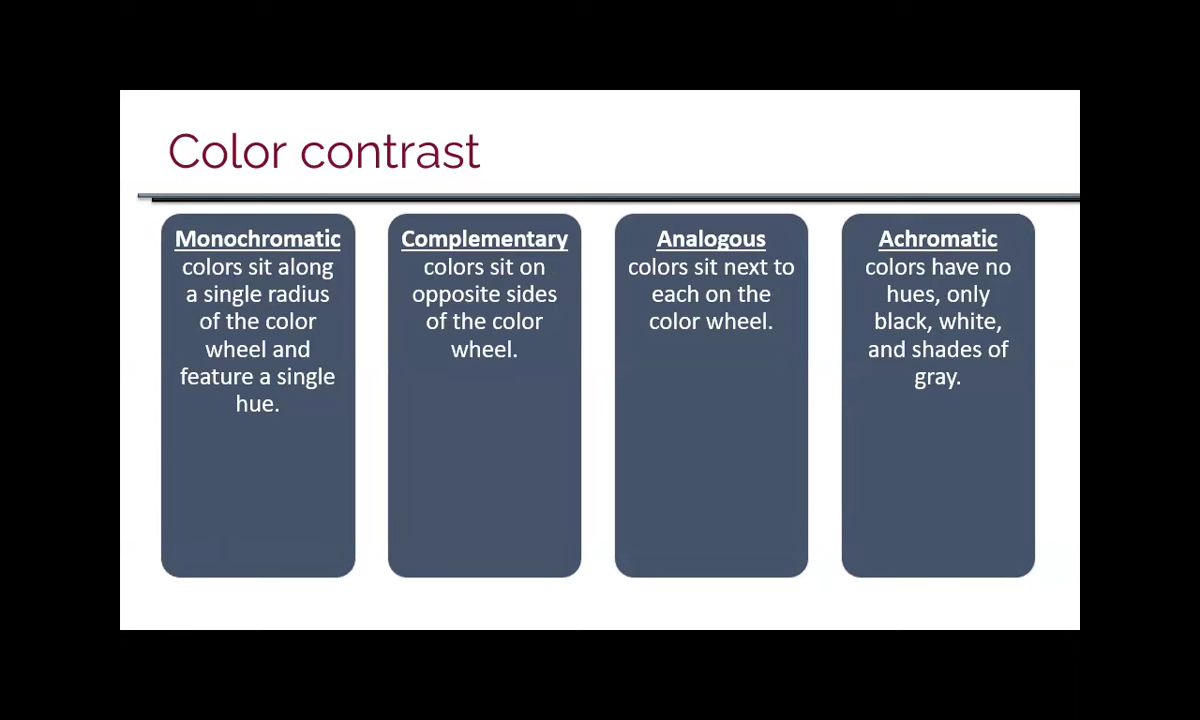 Color contrast
Monochromatic
colors sit along
a single radius
of the color
wheel and
feature a single
hue.
Complementary
colors sit on
opposite sides
of the color
wheel.
Analogous
colors sit next to
each on the
color wheel.
Achromatic
colors have no
hues, only
black, white,
and shades of
gray.